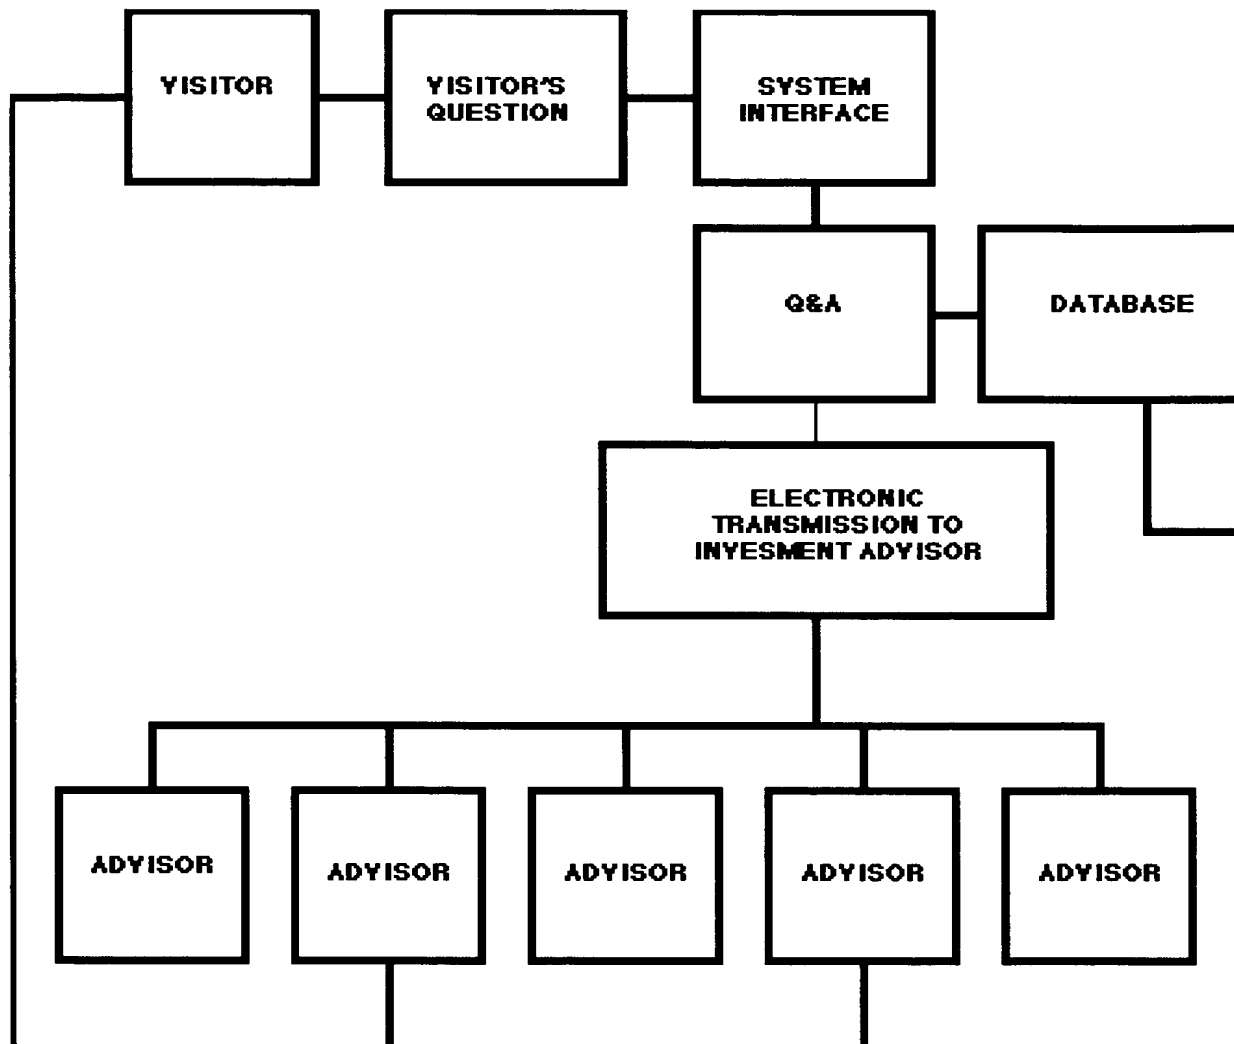 VISITOR
VISITOR'S
QUESTION
SYSTEM
INTERFACE
Q&A
DATABASE
ELECTRONIC
TRANSMISSION TO
INVESMENT ADVISOR
ADVISOR
ADVISOR
ADVISOR
ADVISOR
ADVISOR